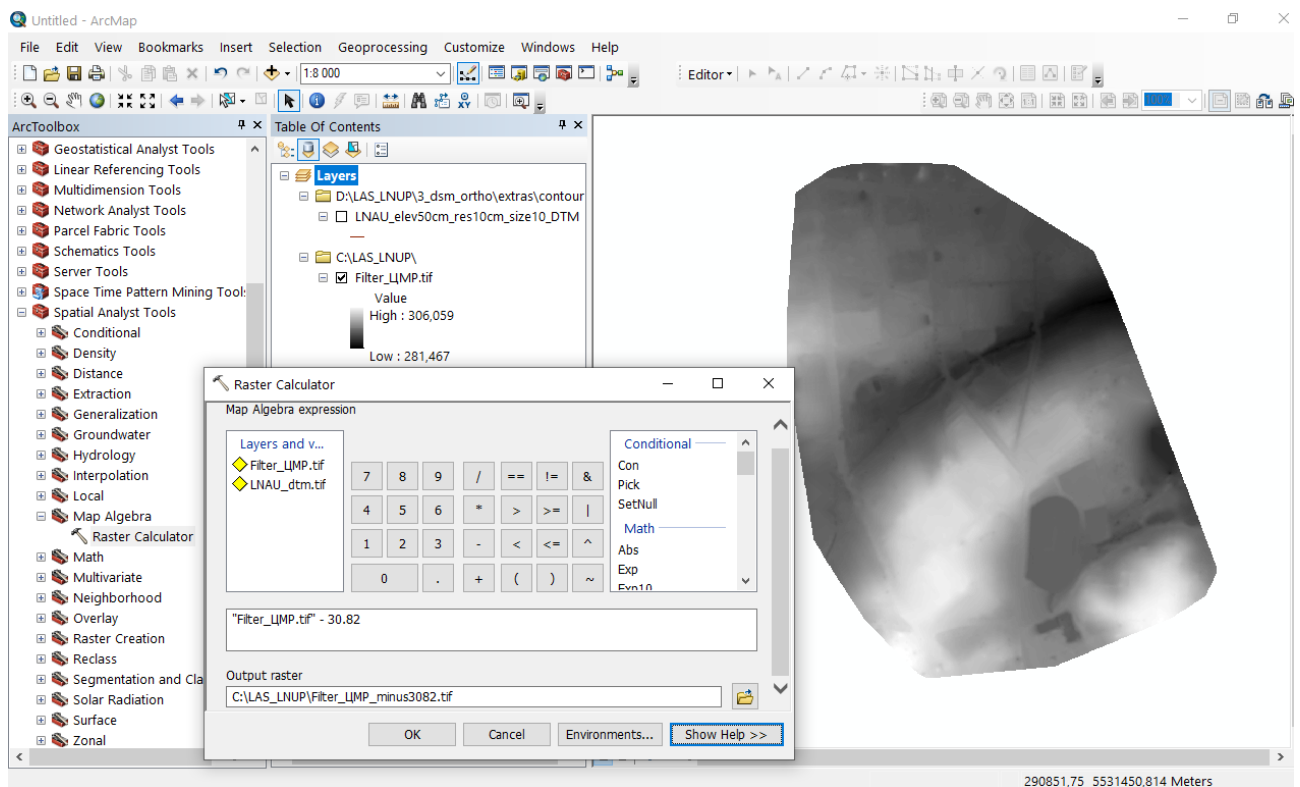 Untitled - ArcMap
File Edit View Bookmarks Insert Selection Geoprocessing Customize Windows Help
1:8 000
Editor
ArcToolbox
Geostatistical Analyst Tools
Linear Referencing Tools
Multidimension Tools
Network Analyst Tools
Parcel Fabric Tools
Schematics Tools
Server Tools
Space Time Pattern Mining Tool
Spatial Analyst Tools
Conditional
Density
Distance
Extraction
Generalization
Groundwater
Hydrology
Interpolation
Local
Map Algebra
Raster Calculator
Math
Multivariate
Neighborhood
Overlay
Raster Creation
Reclass
Segmentation and Cla
Solar Radiation
Surface
Zonal
Table Of Contents
Layers
D:\LAS_LNUP\3_dsm_ortho\extras\contour
LNAU_elev50cm_res10cm_size10_DTM
C:\LAS_LNUP\
Filter_ЦМР.tif
Value
High : 306,059
Low : 281,467
Raster Calculator
Map Algebra expression
Layers and v...
Filter_ЦМР.tif
LNAU_dtm.tif
7 8 9 / == != &
4 5 6 * > >= |
1 2 3 - < <= ^
0 . + ( ) ~
Conditional
Con
Pick
SetNull
Math
Abs
Exp
Exp10
"Filter_ЦМР.tif" - 30.82
Output raster
C:\LAS_LNUP\Filter_ЦМР_minus3082.tif
OK Cancel Environments... Show Help >>
290851,75 5531450,814 Meters